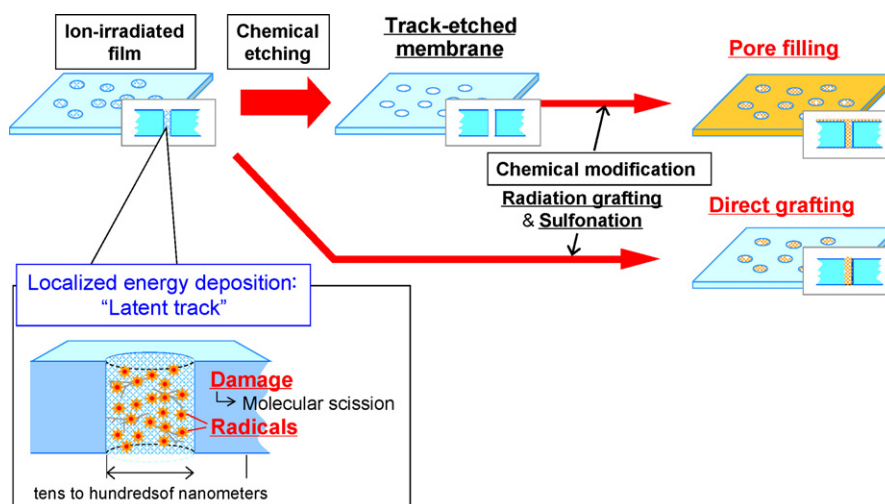 Ion-irradiated
film
Chemical
etching
Track-etched
membrane
Pore filling
Chemical modification
Radiation grafting
& Sulfonation
Direct grafting
Localized energy deposition:
“Latent track”
Damage
Molecular scission
Radicals
tens to hundredsof nanometers